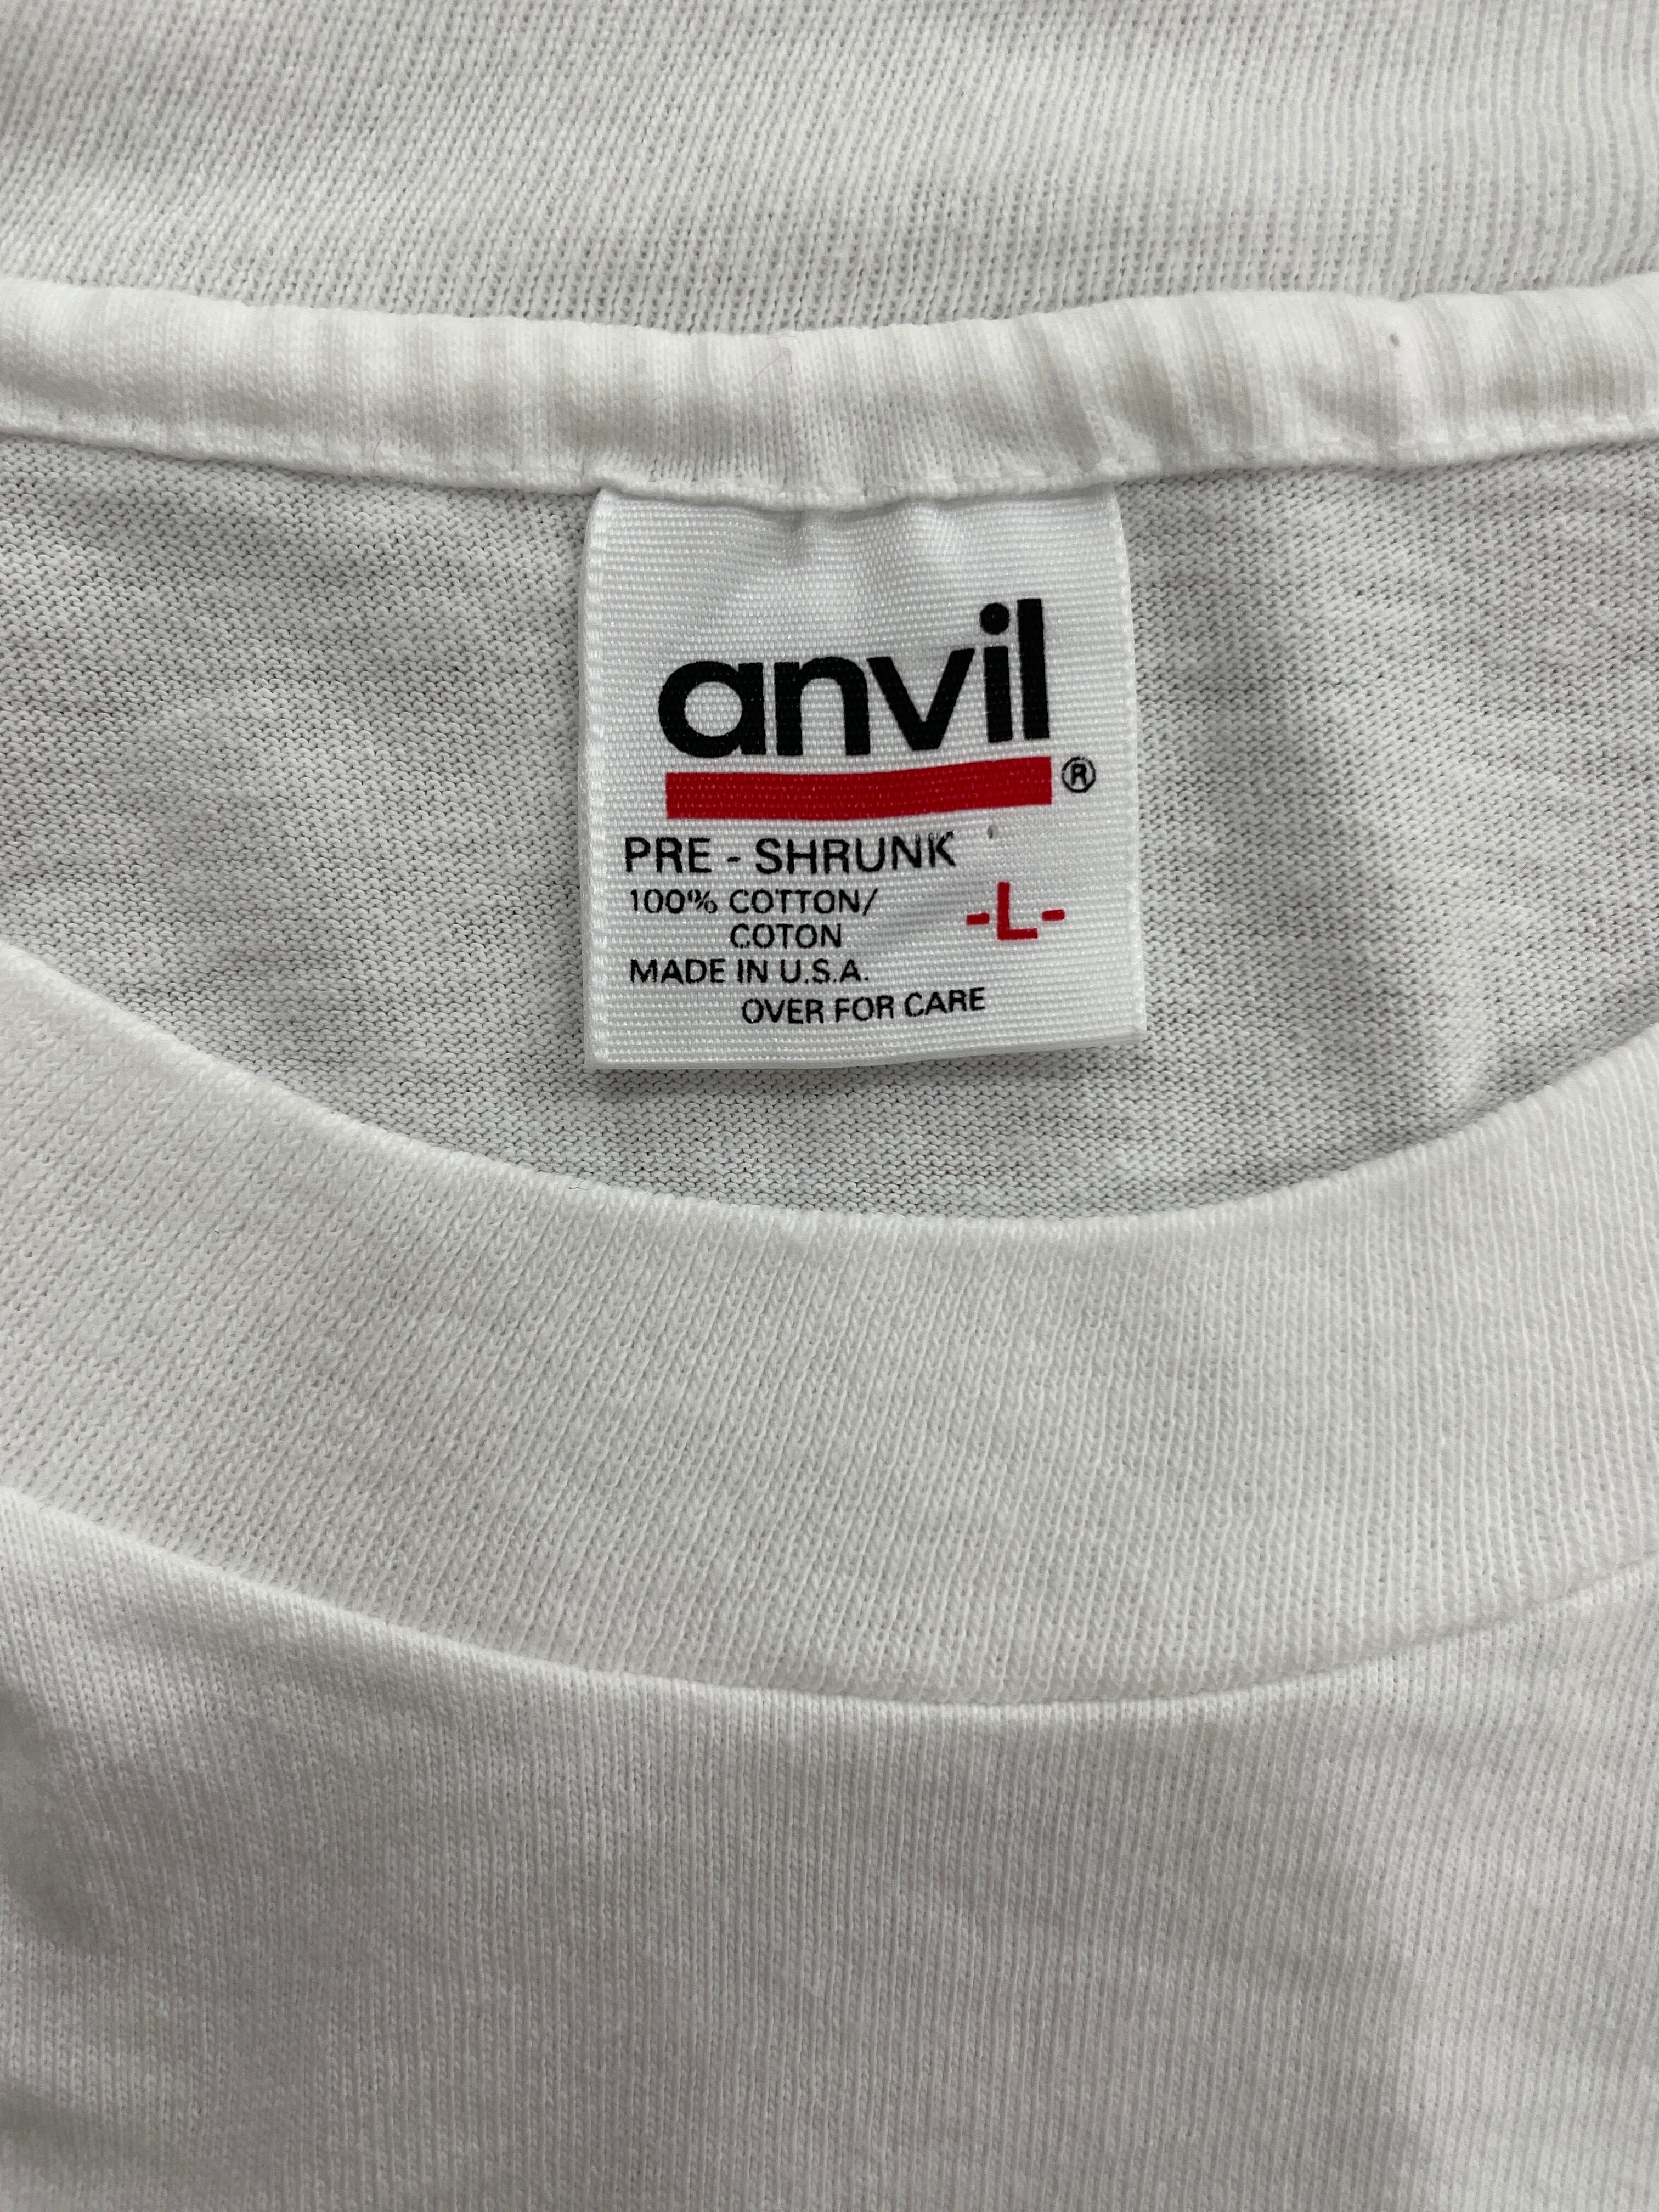 anvil
®
PRE - SHRUNK
100% COTTON/
COTON
-L-
MADE IN U.S.A.
OVER FOR CARE